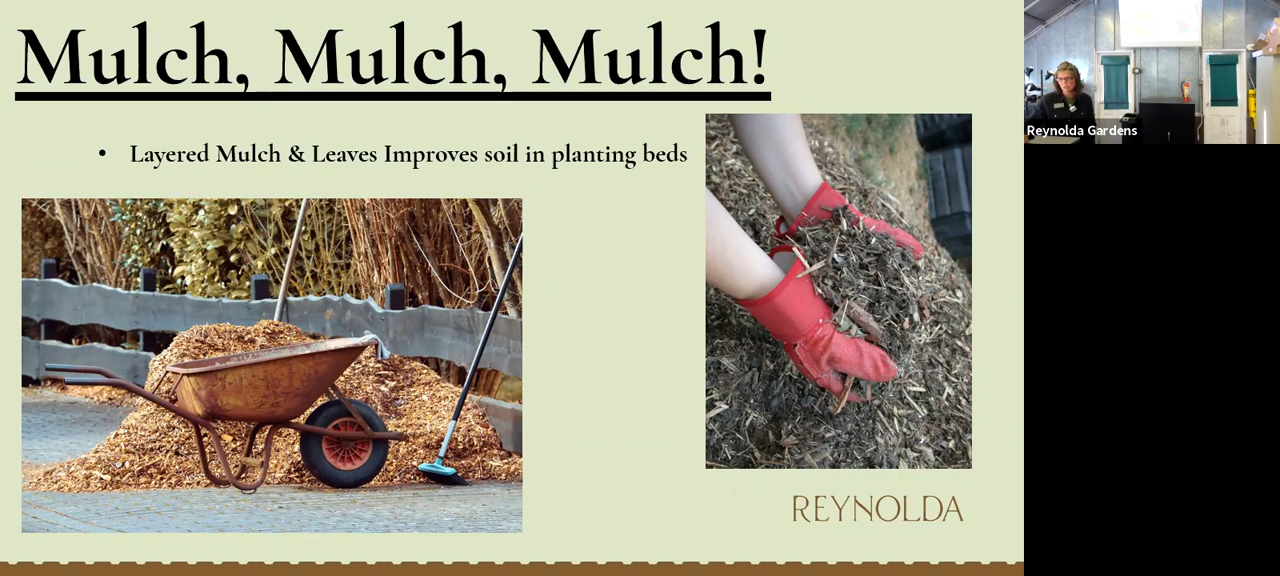 Mulch, Mulch, Mulch!
• Layered Mulch & Leaves Improves soil in planting beds
REYNOLDA
Reynolda Gardens